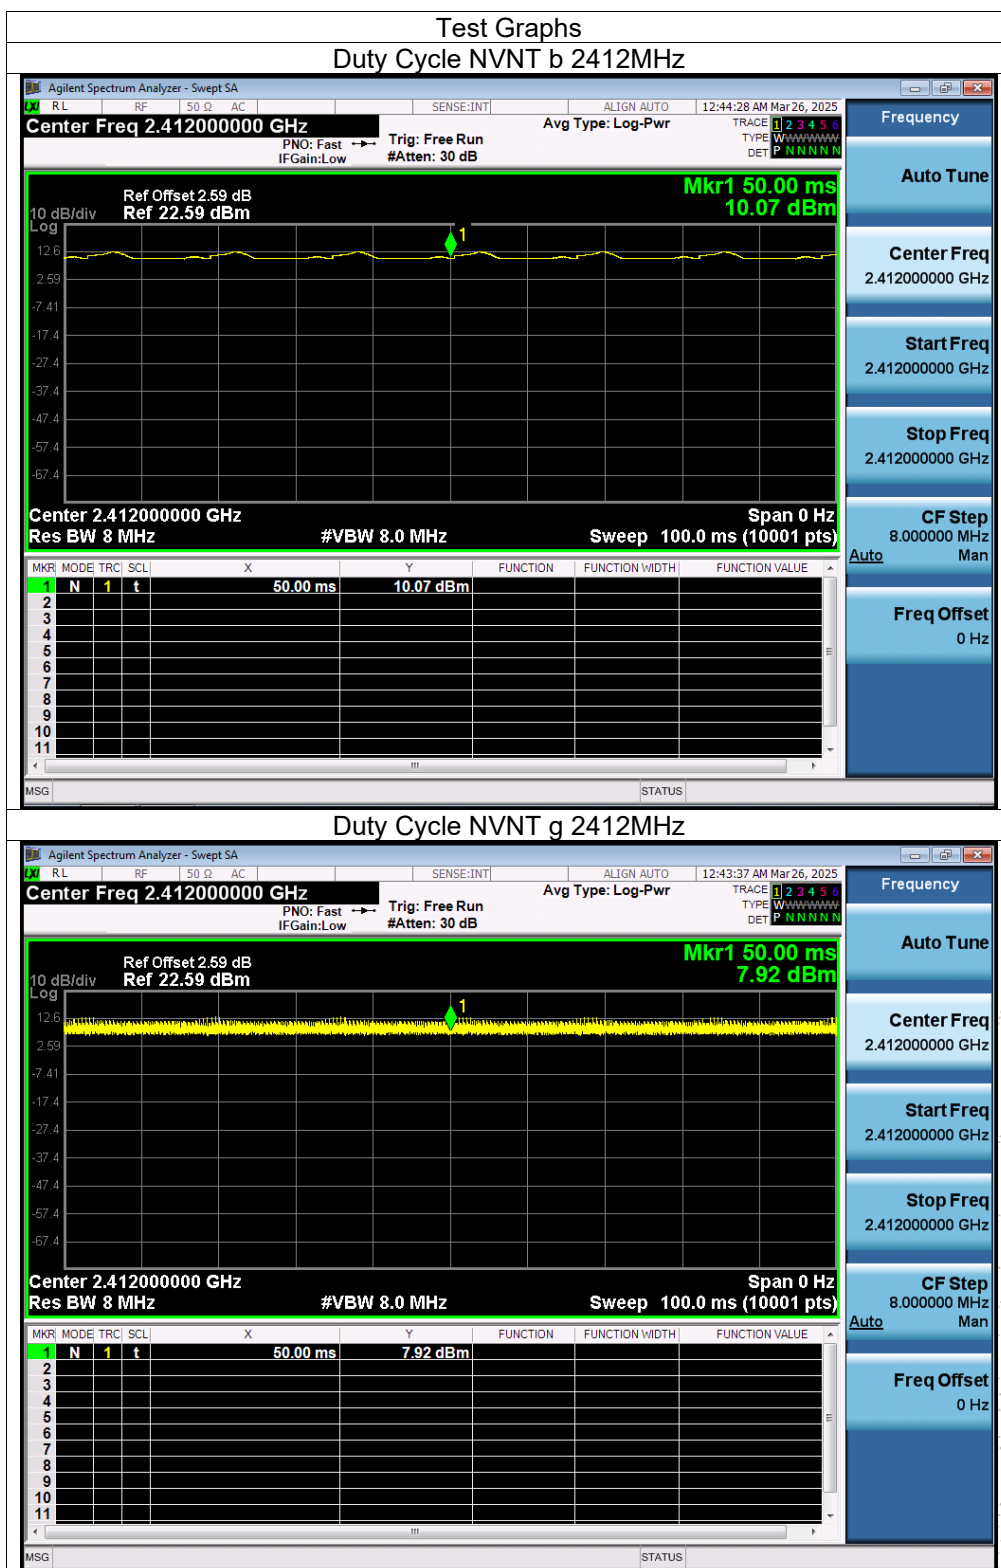 Test Graphs
Duty Cycle NVNT b 2412MHz
Agilent Spectrum Analyzer - Swept SA
LXI RL RF 50 Ω AC SENSE:INT ALIGN AUTO 12:44:28 AM Mar 26, 2025
Center Freq 2.412000000 GHz Avg Type: Log-Pwr TRACE 1 2 3 4 5 6
PNO: Fast Trig: Free Run TYPE WWWWWW
IFGain:Low #Atten: 30 dB DET P N N N N N
Frequency
Mkr1 50.00 ms
10.07 dBm
Ref Offset 2.59 dB
10 dB/div Ref 22.59 dBm
Log
1
12.6
2.59
-7.41
-17.4
-27.4
-37.4
-47.4
-57.4
-67.4
Center 2.412000000 GHz Span 0 Hz
Res BW 8 MHz #VBW 8.0 MHz Sweep 100.0 ms (10001 pts)
MKR MODE TRC SCL X Y FUNCTION FUNCTION WIDTH FUNCTION VALUE
1 N 1 t 50.00 ms 10.07 dBm
2
3
4
5
6
7
8
9
10
11
MSG STATUS
Auto Tune
Center Freq
2.412000000 GHz
Start Freq
2.412000000 GHz
Stop Freq
2.412000000 GHz
CF Step
8.000000 MHz
Auto Man
Freq Offset
0 Hz
Duty Cycle NVNT g 2412MHz
Agilent Spectrum Analyzer - Swept SA
LXI RL RF 50 Ω AC SENSE:INT ALIGN AUTO 12:43:37 AM Mar 26, 2025
Center Freq 2.412000000 GHz Avg Type: Log-Pwr TRACE 1 2 3 4 5 6
PNO: Fast Trig: Free Run TYPE WWWWWW
IFGain:Low #Atten: 30 dB DET P N N N N N
Frequency
Mkr1 50.00 ms
7.92 dBm
Ref Offset 2.59 dB
10 dB/div Ref 22.59 dBm
Log
1
12.6
2.59
-7.41
-17.4
-27.4
-37.4
-47.4
-57.4
-67.4
Center 2.412000000 GHz Span 0 Hz
Res BW 8 MHz #VBW 8.0 MHz Sweep 100.0 ms (10001 pts)
MKR MODE TRC SCL X Y FUNCTION FUNCTION WIDTH FUNCTION VALUE
1 N 1 t 50.00 ms 7.92 dBm
2
3
4
5
6
7
8
9
10
11
MSG STATUS
Auto Tune
Center Freq
2.412000000 GHz
Start Freq
2.412000000 GHz
Stop Freq
2.412000000 GHz
CF Step
8.000000 MHz
Auto Man
Freq Offset
0 Hz